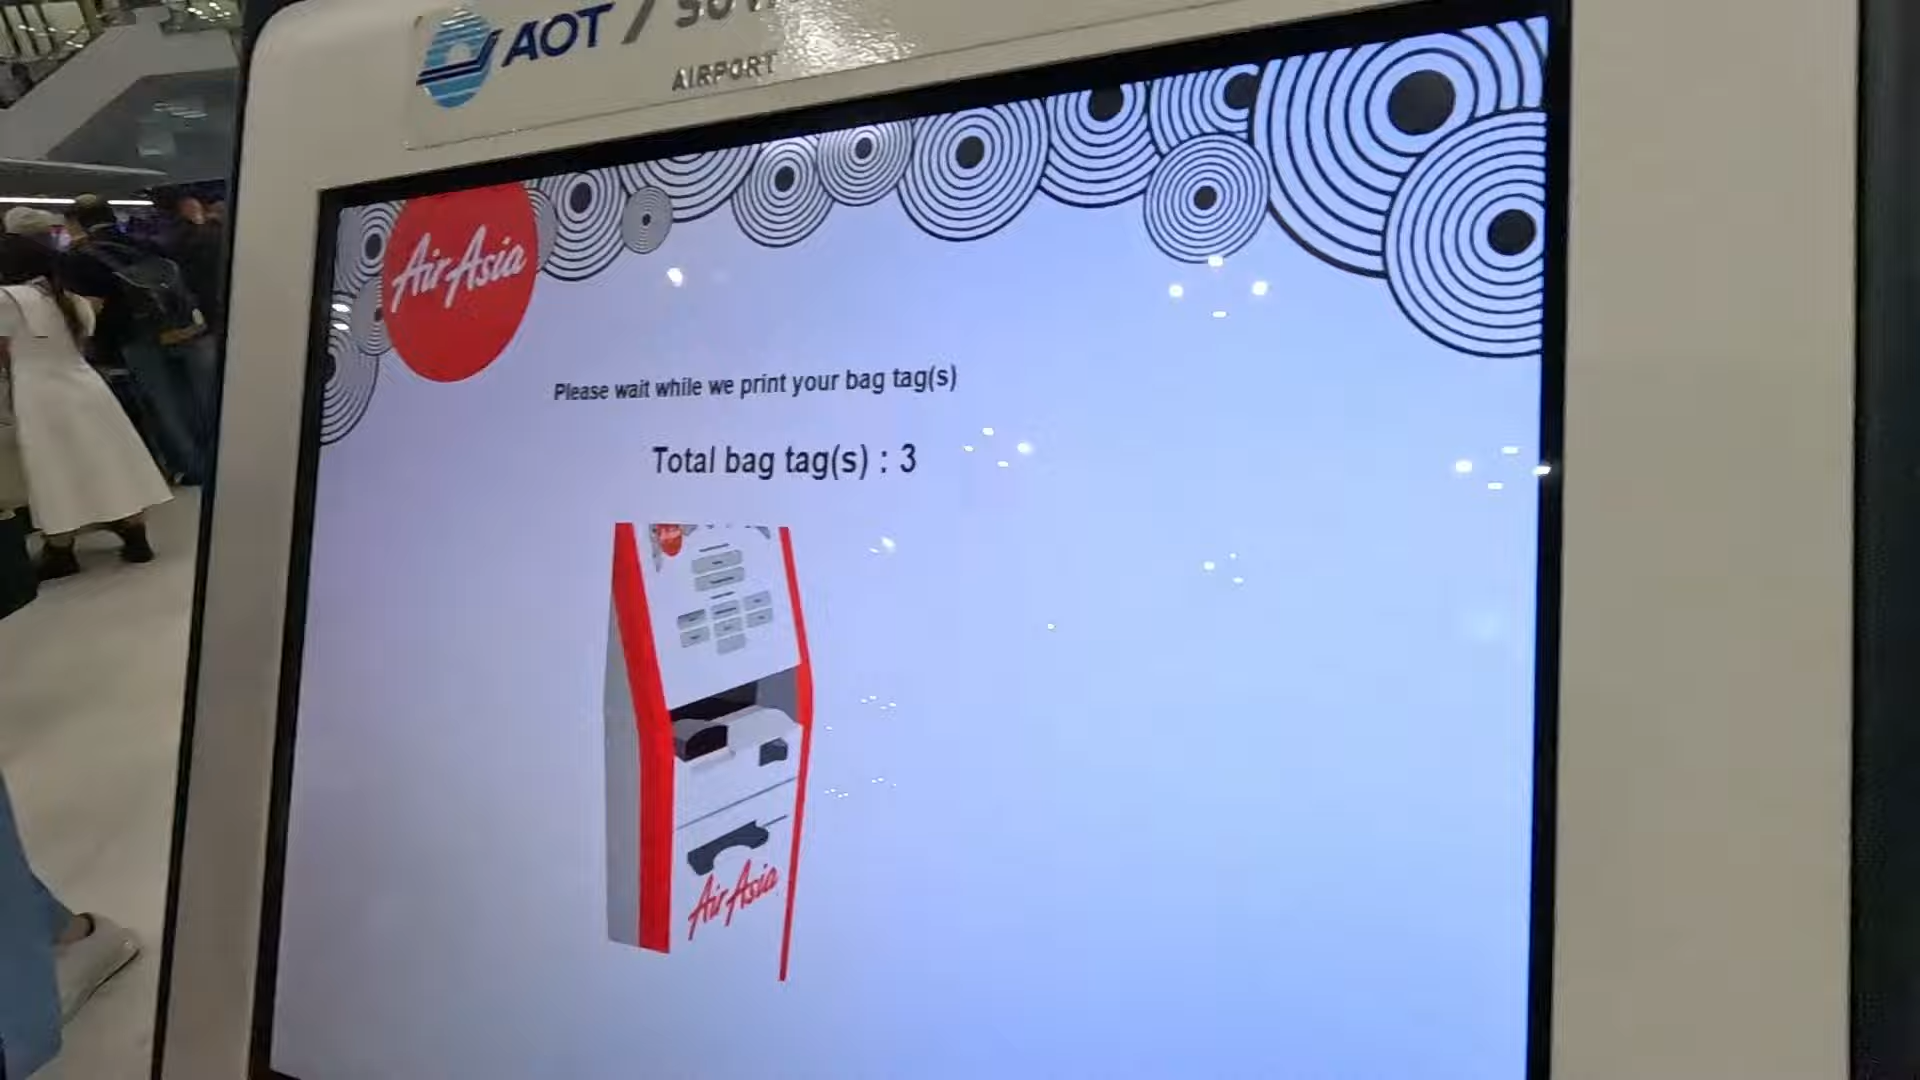 AOT /
AIRPORT
AirAsia
Please wait while we print your bag tag(s)
Total bag tag(s) : 3
AirAsia